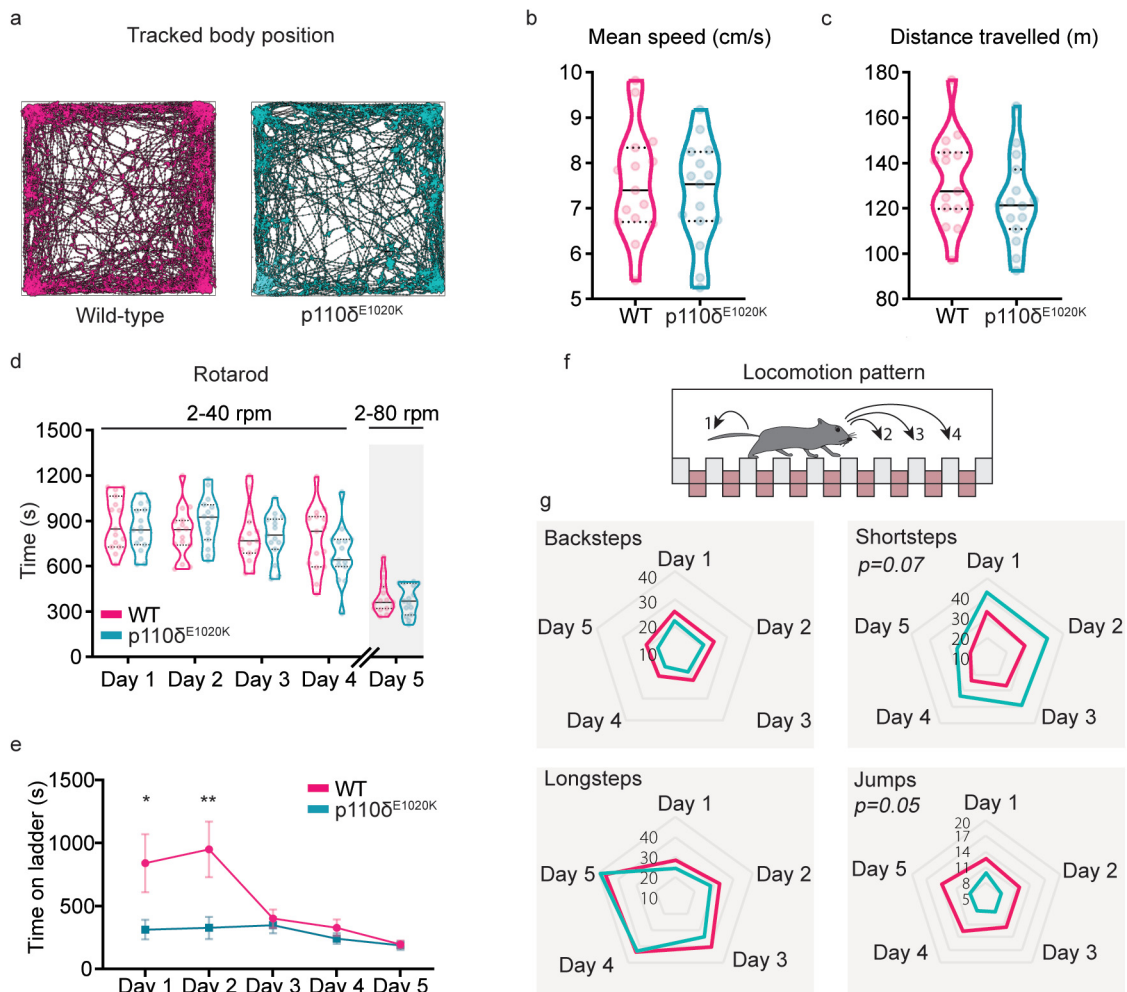 a
Tracked body position
Wild-type
p110δE1020K
b
Mean speed (cm/s)
10
9
8
7
6
5
WT
p110δE1020K
c
Distance travelled (m)
180
160
140
120
100
80
WT
p110δE1020K
d
Rotarod
2-40 rpm
2-80 rpm
Time (s)
1500
1200
900
600
300
0
WT
p110δE1020K
Day 1
Day 2
Day 3
Day 4
Day 5
e
Time on ladder (s)
1500
1000
500
0
*
**
WT
p110δE1020K
Day 1
Day 2
Day 3
Day 4
Day 5
f
Locomotion pattern
1
2
3
4
g
Backsteps
Day 1
Day 2
Day 3
Day 4
Day 5
40
30
20
10
Shortsteps
p=0.07
Day 1
Day 2
Day 3
Day 4
Day 5
40
30
20
10
Longsteps
Day 1
Day 2
Day 3
Day 4
Day 5
40
30
20
10
Jumps
p=0.05
Day 1
Day 2
Day 3
Day 4
Day 5
20
17
14
11
8
5